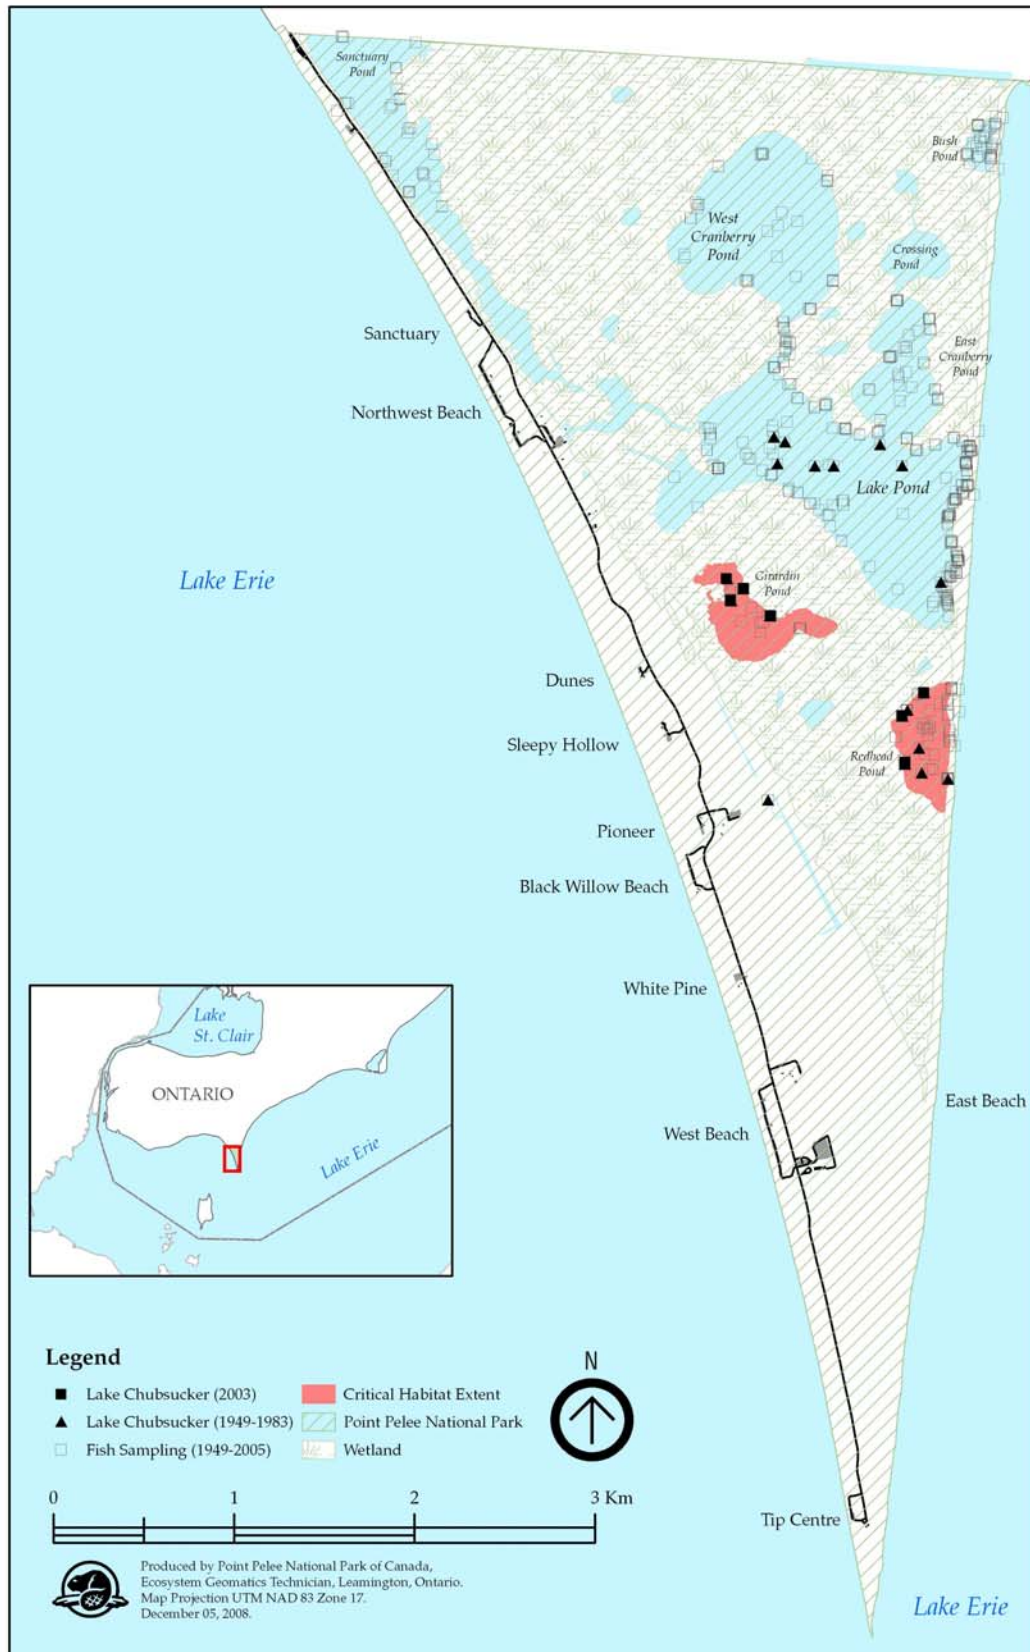 Sanctuary
Pond
Bush
Pond
West
Cranberry
Pond
Crossing
Pond
Sanctuary
East
Cranberry
Pond
Northwest Beach
Lake Pond
Lake Erie
Girardin
Pond
Dunes
Sleepy Hollow
Redhead
Pond
Pioneer
Black Willow Beach
White Pine
Lake
St. Clair
ONTARIO
Lake Erie
East Beach
West Beach
Legend
Lake Chubsucker (2003)
Lake Chubsucker (1949-1983)
Fish Sampling (1949-2005)
Critical Habitat Extent
Point Pelee National Park
Wetland
N
0 1 2 3 Km
Tip Centre
Produced by Point Pelee National Park of Canada,
Ecosystem Geomatics Technician, Leamington, Ontario.
Map Projection UTM NAD 83 Zone 17.
December 05, 2008.
Lake Erie